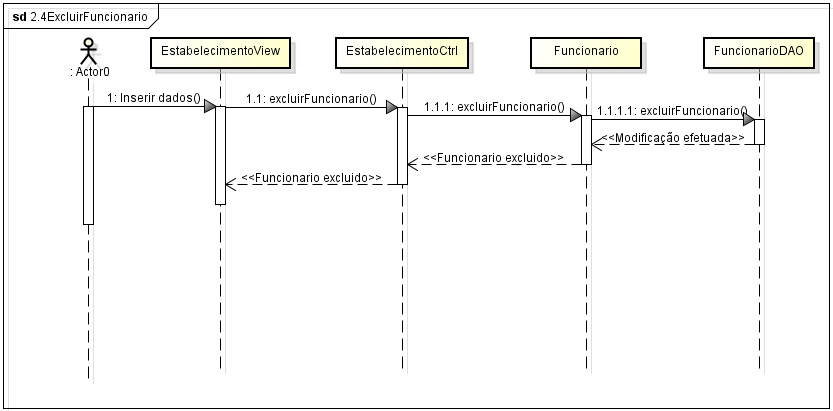 sd 2.4ExcluirFuncionario
: Actor0
EstabelecimentoView
EstabelecimentoCtrl
Funcionario
FuncionarioDAO
1: Inserir dados()
1.1: excluirFuncionario()
1.1.1: excluirFuncionario()
1.1.1.1: excluirFuncionario()
<<Modificação efetuada>>
<<Funcionario excluido>>
<<Funcionario excluido>>